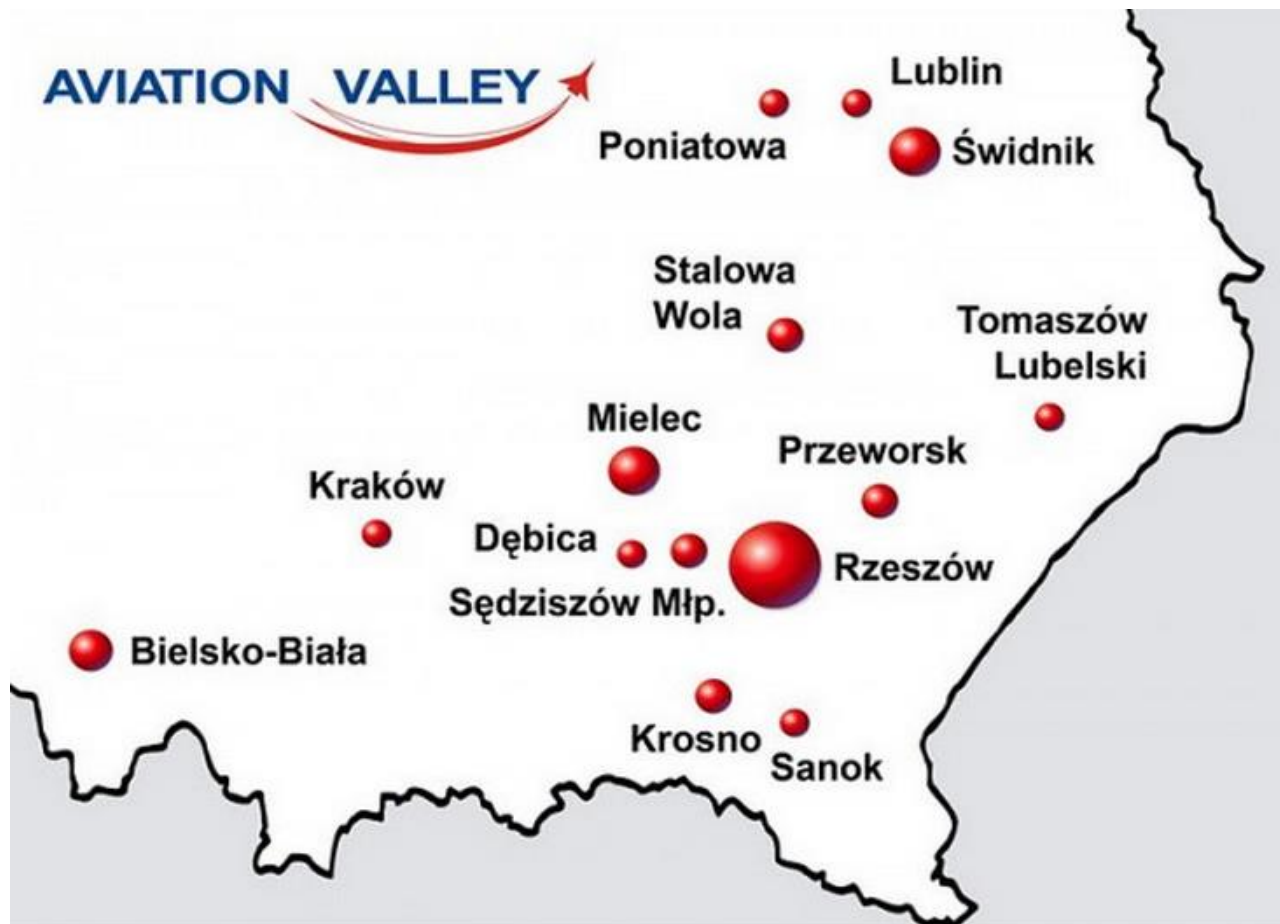 AVIATION VALLEY
Lublin
Poniatowa
Świdnik
Stalowa
Wola
Tomaszów
Lubelski
Mielec
Przeworsk
Kraków
Dębica
Rzeszów
Sędziszów Młp.
Bielsko-Biała
Krosno
Sanok